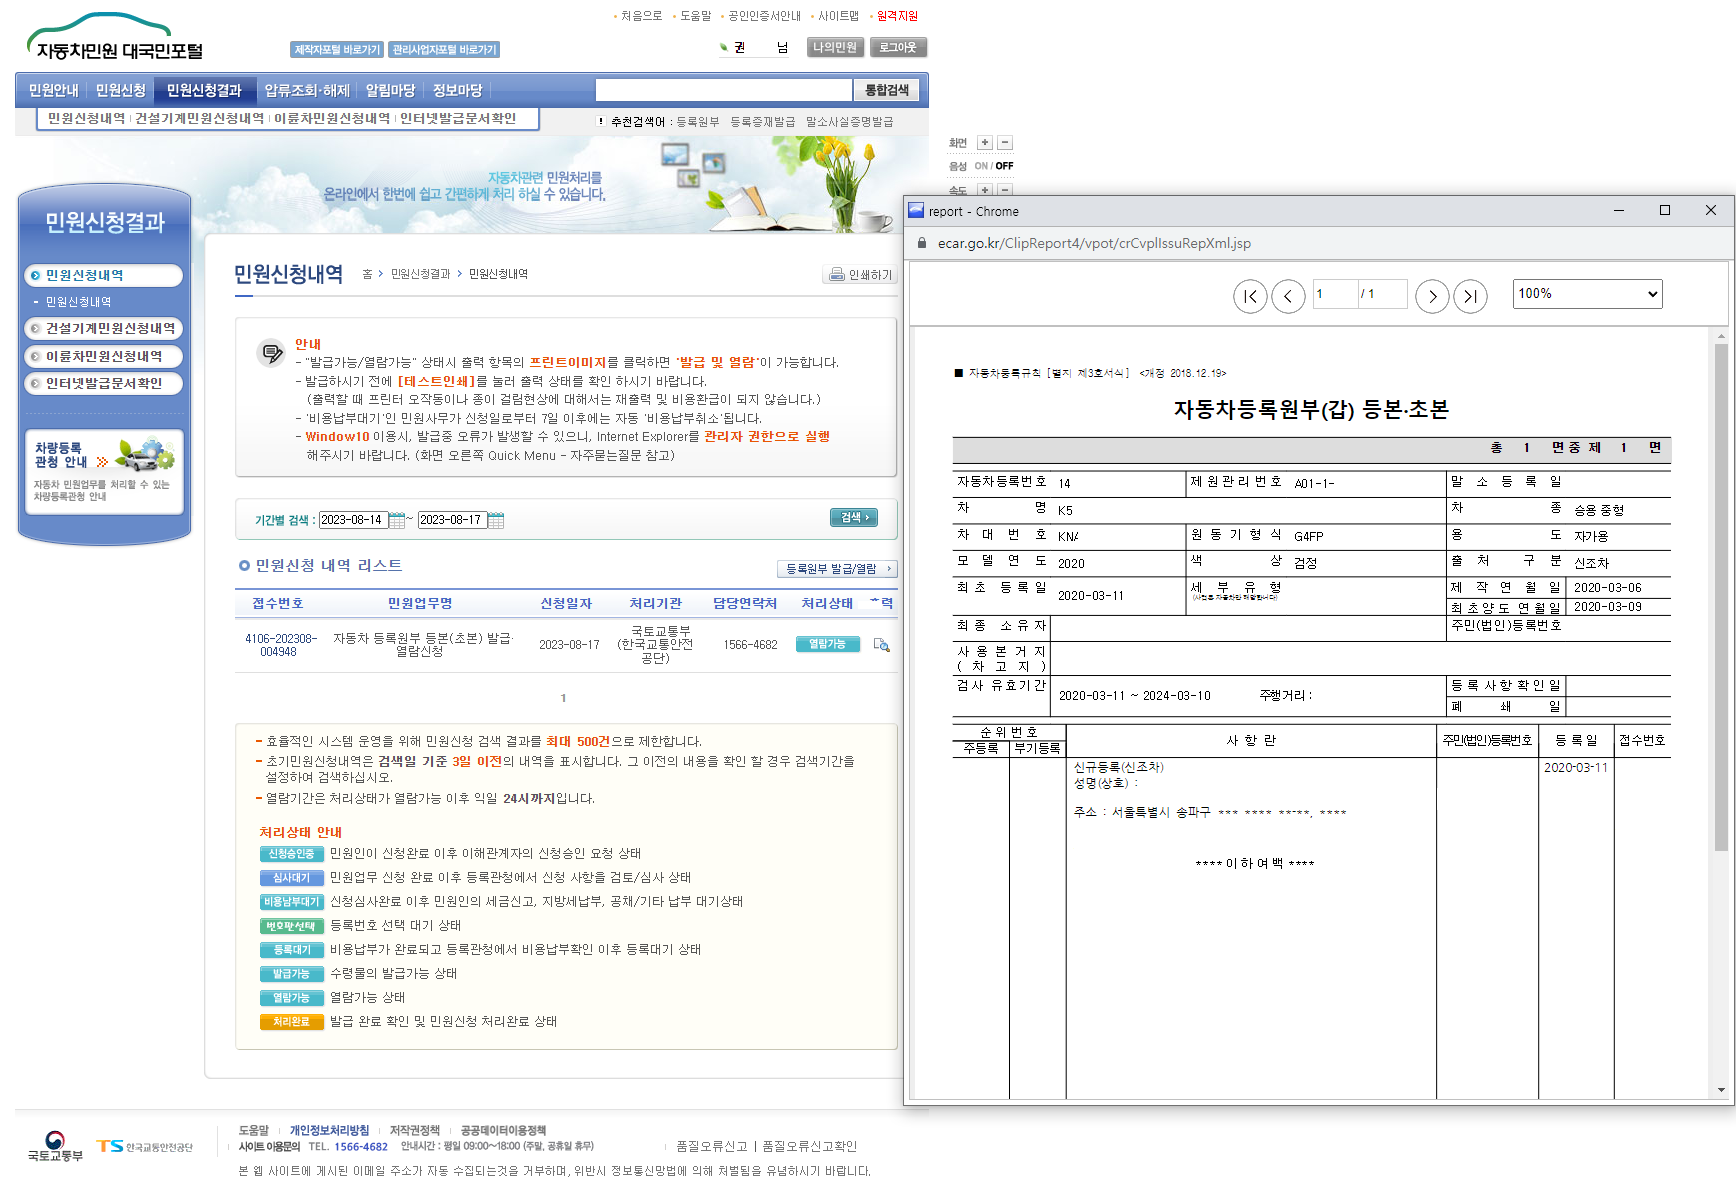 처음으로 도움말 공인인증서안내 사이트맵 원격지원
자동차민원 대국민포털
제작자포털 바로가기 관리사업자포털 바로가기
권 님 나의민원 로그아웃
민원안내 민원신청 민원신청결과 압류조회·해제 알림마당 정보마당 통합검색
민원신청내역 건설기계민원신청내역 이륜차민원신청내역 인터넷발급문서확인
추천검색어 : 등록원부 등록증재발급 말소사실증명발급
화면 + -
음성 ON / OFF
속도 + -
자동차관련 민원처리를
온라인에서 한번에 쉽고 간편하게 처리 하실 수 있습니다.
민원신청결과
민원신청내역
- 민원신청내역
건설기계민원신청내역
이륜차민원신청내역
인터넷발급문서확인
차량등록
관청 안내
자동차 민원업무를 처리할 수 있는
차량등록관청 안내
민원신청내역 홈 > 민원신청결과 > 민원신청내역 인쇄하기
안내
- "발급가능/열람가능" 상태시 출력 항목의 프린트이미지를 클릭하면 '발급 및 열람'이 가능합니다.
- 발급하시기 전에 [테스트인쇄]를 눌러 출력 상태를 확인 하시기 바랍니다.
(출력할 때 프린터 오작동이나 종이 걸림현상에 대해서는 재출력 및 비용환급이 되지 않습니다.)
- '비용납부대기'인 민원사무가 신청일로부터 7일 이후에는 자동 '비용납부취소'됩니다.
- Window10 이용시, 발급중 오류가 발생할 수 있으니, Internet Explorer를 관리자 권한으로 실행
해주시기 바랍니다. (화면 오른쪽 Quick Menu - 자주묻는질문 참고)
기간별 검색 : 2023-08-14 ~ 2023-08-17 검색 ›
민원신청 내역 리스트 등록원부 발급/열람 ›
접수번호 민원업무명 신청일자 처리기관 담당연락처 처리상태 력
4106-202308-004948 자동차 등록원부 등본(초본) 발급·열람신청 2023-08-17 국토교통부 (한국교통안전공단) 1566-4682 열람가능
1
- 효율적인 시스템 운영을 위해 민원신청 검색 결과를 최대 500건으로 제한합니다.
- 초기민원신청내역은 검색일 기준 3일 이전의 내역을 표시합니다. 그 이전의 내용을 확인 할 경우 검색기간을
설정하여 검색하십시오.
- 열람기간은 처리상태가 열람가능 이후 익일 24시까지입니다.
처리상태 안내
신청승인중 민원인이 신청완료 이후 이해관계자의 신청승인 요청 상태
심사대기 민원업무 신청 완료 이후 등록관청에서 신청 사항을 검토/심사 상태
비용납부대기 신청심사완료 이후 민원인의 세금신고, 지방세납부, 공채/기타 납부 대기상태
번호판선택 등록번호 선택 대기 상태
등록대기 비용납부가 완료되고 등록관청에서 비용납부확인 이후 등록대기 상태
발급가능 수령물의 발급가능 상태
열람가능 열람가능 상태
처리완료 발급 완료 확인 및 민원신청 처리완료 상태
국토교통부 TS 한국교통안전공단
도움말 개인정보처리방침 저작권정책 공공데이터이용정책
사이트 이용문의 TEL. 1566-4682 안내시간 : 평일 09:00~18:00 (주말, 공휴일 휴무) 품질오류신고 | 품질오류신고확인
본 웹 사이트에 게시된 이메일 주소가 자동 수집되는것을 거부하며, 위반시 정보통신망법에 의해 처벌됨을 유념하시기 바랍니다.
report - Chrome
ecar.go.kr/ClipReport4/vpot/crCvplIssuRepXml.jsp
1 / 1 100%
■ 자동차등록규칙 [별지 제3호서식] <개정 2018.12.19>
자동차등록원부(갑) 등본·초본
총 1 면중 제 1 면
자동차등록번호 14 제원관리번호 A01-1- 말소등록일
차 명 K5 차 종 승용 중형
차 대 번 호 KNA 원동기형식 G4FP 용 도 자가용
모 델 연 도 2020 색 상 검정 출처 구분 신조차
최초 등록일 2020-03-11 세부유형 제작연월일 2020-03-06
최초양도연월일 2020-03-09
최종 소유자 주민(법인)등록번호
사용본거지
( 차 고 지 )
검사 유효기간 2020-03-11 ~ 2024-03-10 주행거리 : 등록사항확인일
폐 쇄 일
순위번호 사 항 란 주민(법인)등록번호 등록일 접수번호
주등록 부기등록
신규등록(신조차) 2020-03-11
성명(상호) :
주소 : 서울특별시 송파구 *** **** **-**, ****
**** 이 하 여 백 ****